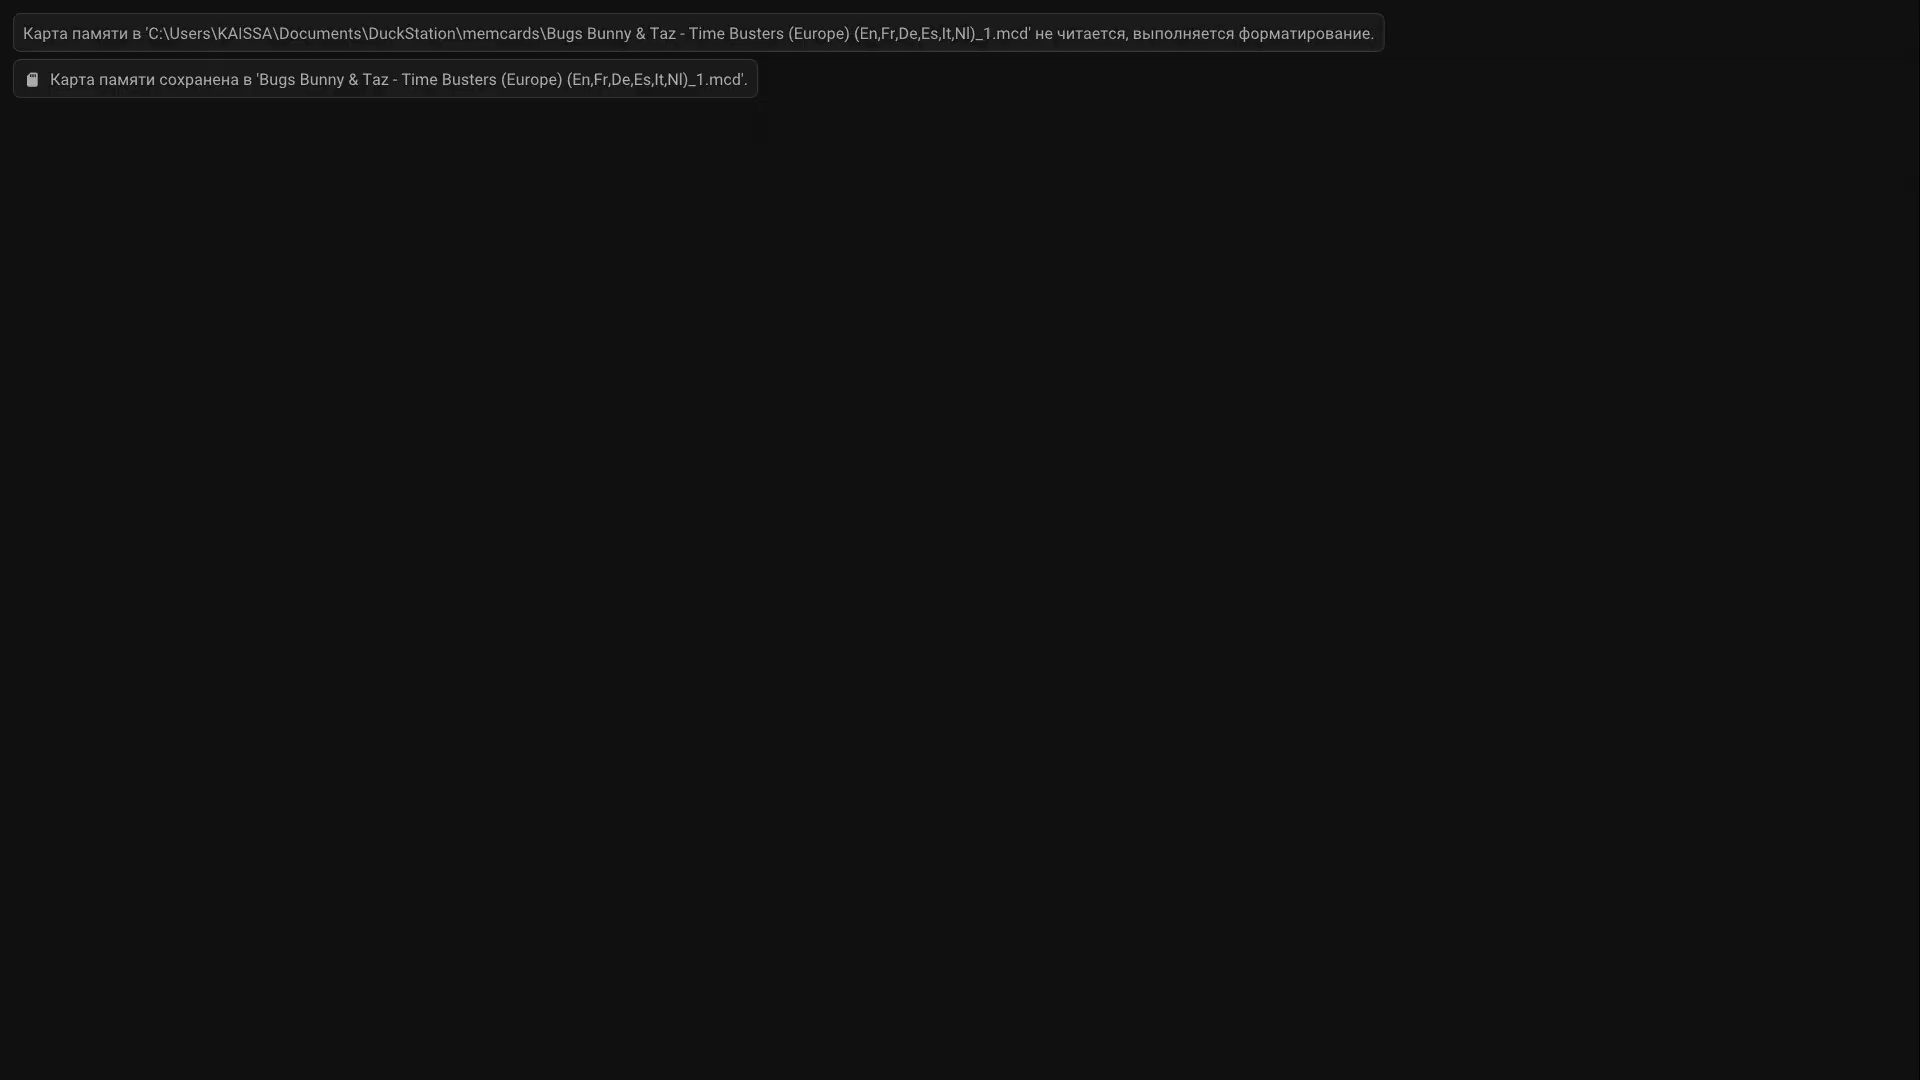 Карта памяти в 'C:\Users\KAISSA\Documents\DuckStation\memcards\Bugs Bunny & Taz - Time Busters (Europe) (En,Fr,De,Es,It,Nl)_1.mcd' не читается, выполняется форматирование.
Карта памяти сохранена в 'Bugs Bunny & Taz - Time Busters (Europe) (En,Fr,De,Es,It,Nl)_1.mcd'.